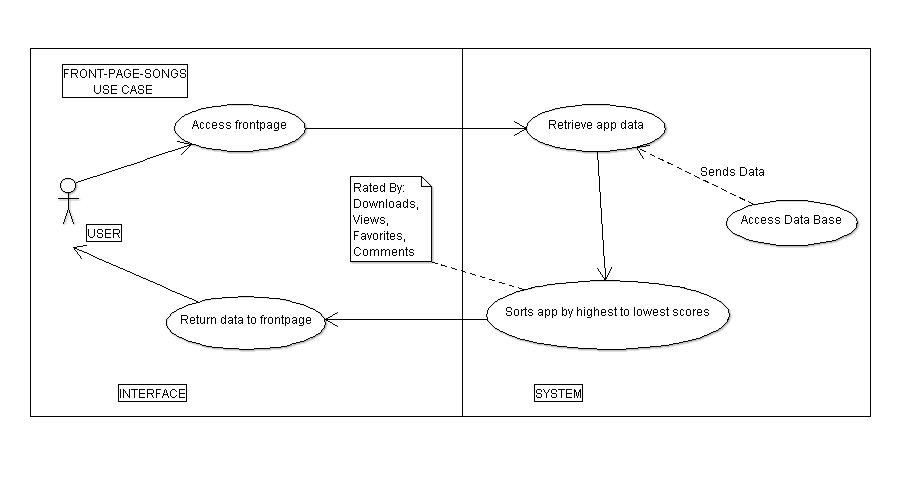 FRONT-PAGE-SONGS
USE CASE
Access frontpage
Retrieve app data
Sends Data
Rated By:
Downloads,
Views,
Favorites,
Comments
Access Data Base
USER
Return data to frontpage
Sorts app by highest to lowest scores
INTERFACE
SYSTEM